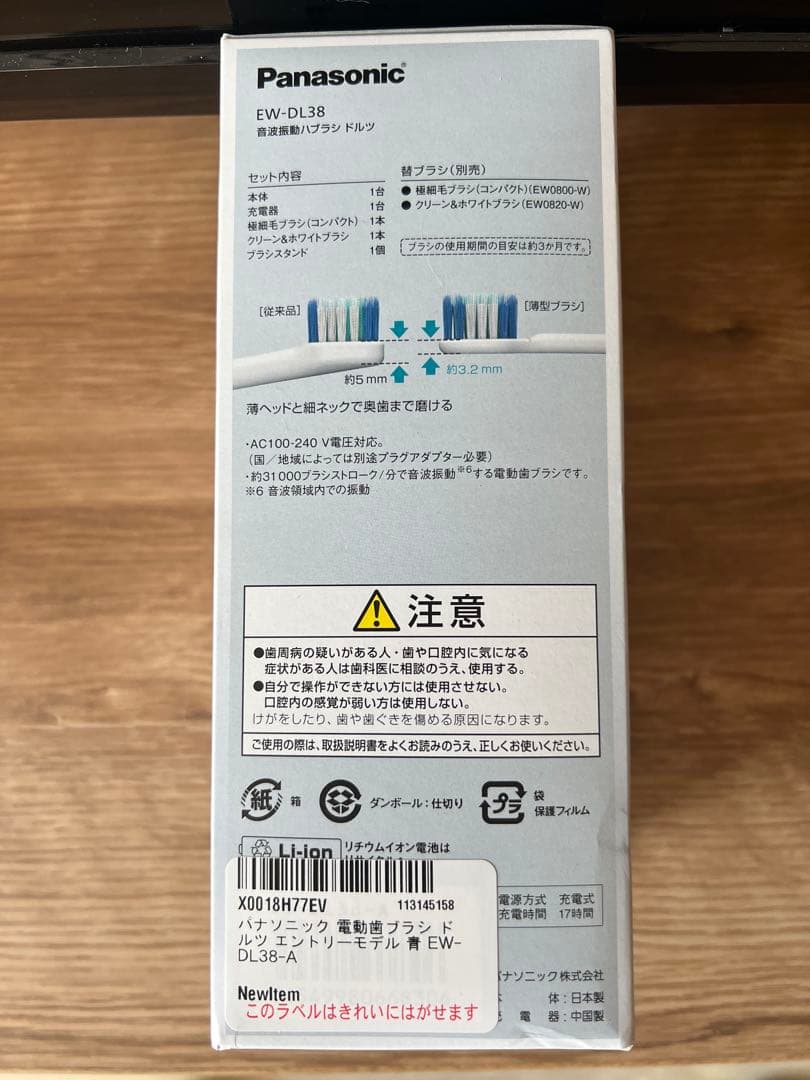 Panasonic
EW-DL38
音波振動ハブラシ ドルツ
セット内容
本体 1台
充電器 1台
極細毛ブラシ(コンパクト) 1本
クリーン&ホワイトブラシ 1本
ブラシスタンド 1個
替ブラシ(別売)
● 極細毛ブラシ(コンパクト)(EW0800-W)
● クリーン&ホワイトブラシ(EW0820-W)
ブラシの使用期間の目安は約3か月です。
[従来品]
[薄型ブラシ]
約5mm
約3.2mm
薄ヘッドと細ネックで奥歯まで磨ける
・AC100-240 V電圧対応。
(国/地域によっては別途プラグアダプター必要)
・約31000ブラシストローク/分で音波振動※6する電動歯ブラシです。
※6 音波領域内での振動
注意
●歯周病の疑いがある人・歯や口腔内に気になる
症状がある人は歯科医に相談のうえ、使用する。
●自分で操作ができない方には使用させない。
口腔内の感覚が弱い方は使用しない。
けがをしたり、歯や歯ぐきを傷める原因になります。
ご使用の際は、取扱説明書をよくお読みのうえ、正しくお使いください。
紙 箱
ダンボール:仕切り
プラ 袋
保護フィルム
Li-ion
リチウムイオン電池は
電源方式 充電式
充電時間 17時間
X0018H77EV 113145158
パナソニック 電動歯ブラシ ド
ルツ エントリーモデル 青 EW-
DL38-A
NewItem
このラベルはきれいにはがせます
パナソニック株式会社
体:日本製
電 器:中国製